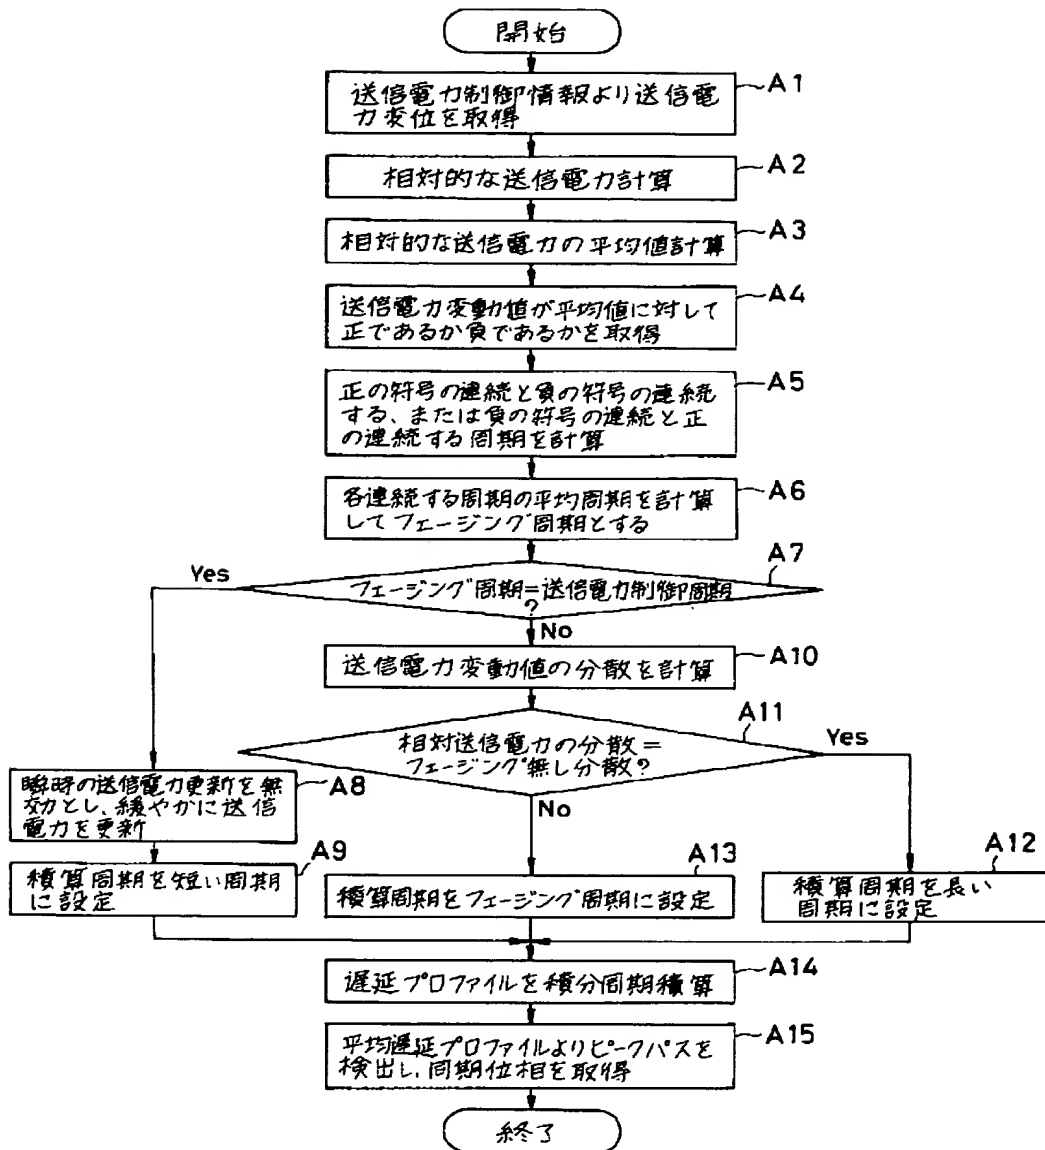 開始
A1
送信電力制御情報より送信電
力変位を取得
A2
相対的な送信電力計算
A3
相対的な送信電力の平均値計算
A4
送信電力変動値が平均値に対して
正であるか負であるかを取得
A5
正の符号の連続と負の符号の連続
する、または負の符号の連続と正
の連続する周期を計算
A6
各連続する周期の平均周期を計算
してフェージング周期とする
A7
Yes
フェージング周期=送信電力制御周期
?
No
A10
送信電力変動値の分散を計算
A11
相対送信電力の分散=
フェージング無し分散?
Yes
No
A8
瞬時の送信電力更新を無
効とし、緩やかに送信
電力を更新
A9
積算周期を短い周期
に設定
A13
積算周期をフェージング周期に設定
A12
積算周期を長い
周期に設定
A14
遅延プロファイルを積分周期積算
A15
平均遅延プロファイルよりピークパスを
検出し、同期位相を取得
終了